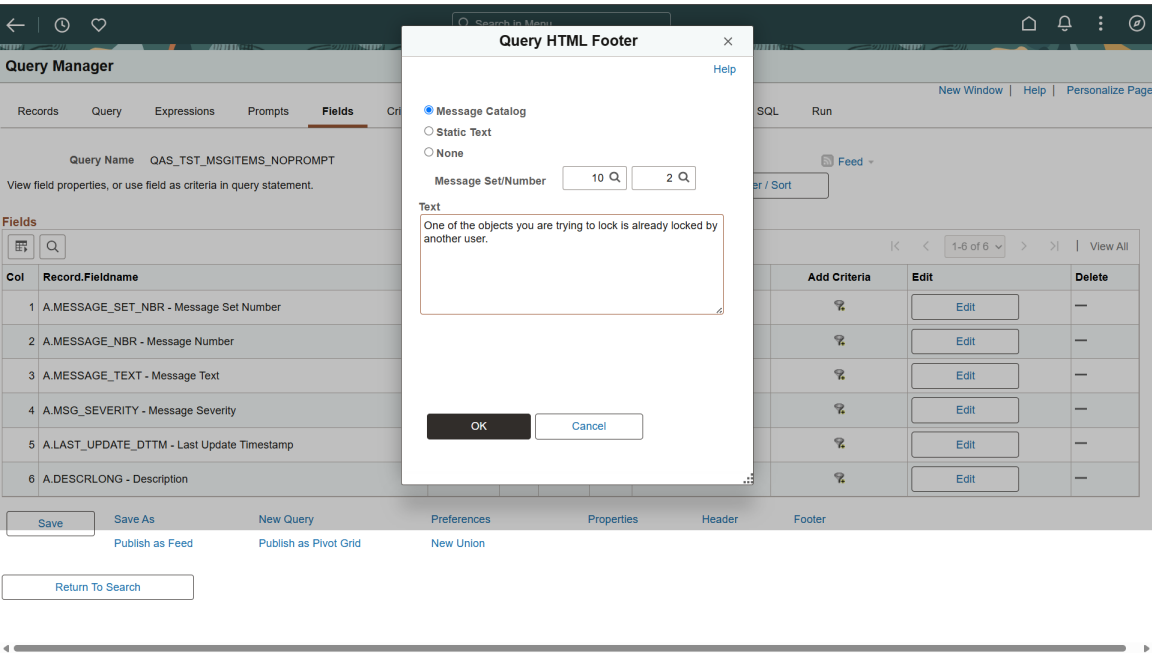 Search in Menu
Query Manager
New Window | Help | Personalize Page
Records Query Expressions Prompts Fields Cri SQL Run
Query Name QAS_TST_MSGITEMS_NOPROMPT
Feed
View field properties, or use field as criteria in query statement.
er / Sort
Fields
1-6 of 6
| View All
Col Record.Fieldname Add Criteria Edit Delete
1 A.MESSAGE_SET_NBR - Message Set Number Edit
2 A.MESSAGE_NBR - Message Number Edit
3 A.MESSAGE_TEXT - Message Text Edit
4 A.MSG_SEVERITY - Message Severity Edit
5 A.LAST_UPDATE_DTTM - Last Update Timestamp Edit
6 A.DESCRLONG - Description Edit
Query HTML Footer
Help
Message Catalog
Static Text
None
Message Set/Number 10 2
Text
One of the objects you are trying to lock is already locked by
another user.
OK Cancel
Save Save As New Query Preferences Properties Header Footer
Publish as Feed Publish as Pivot Grid New Union
Return To Search